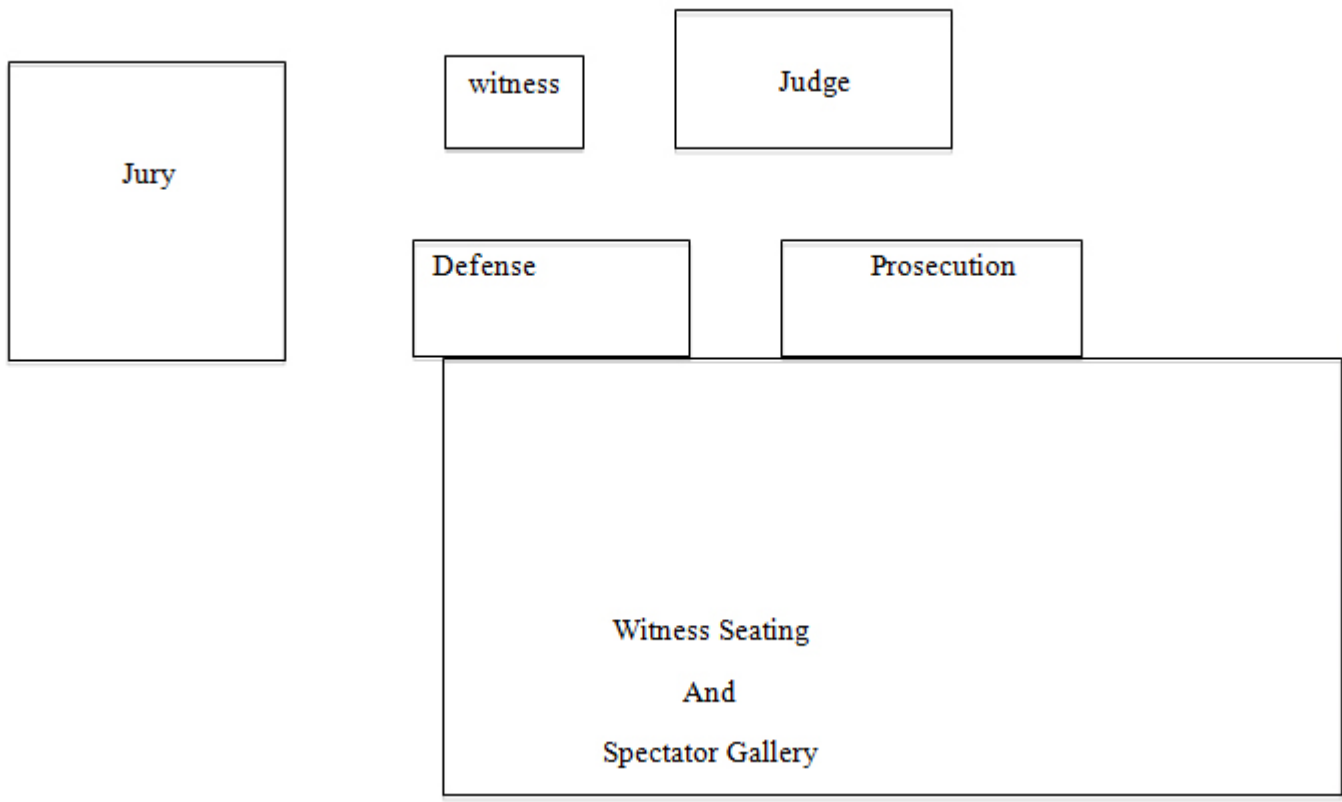 witness
Judge
Jury
Defense
Prosecution
Witness Seating
And
Spectator Gallery